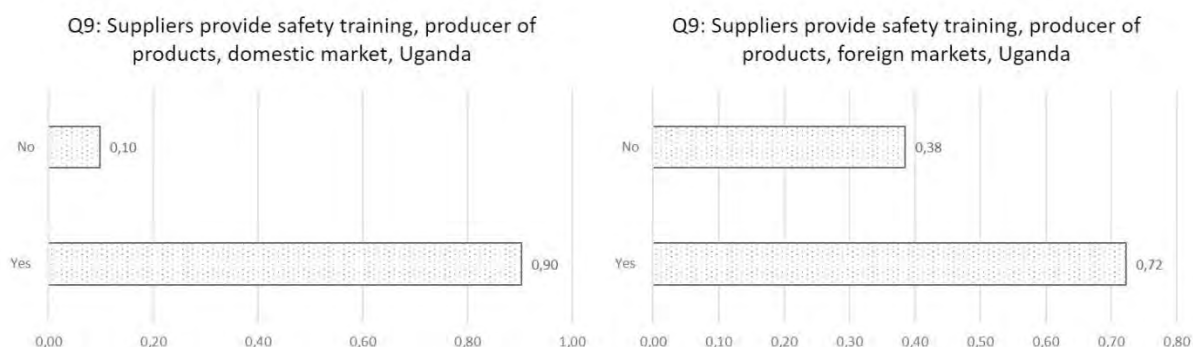 Q9: Suppliers provide safety training, producer of
products, domestic market, Uganda
No
0,10
Yes
0,90
0,00 0,20 0,40 0,60 0,80 1,00
Q9: Suppliers provide safety training, producer of
products, foreign markets, Uganda
No
0,38
Yes
0,72
0,00 0,10 0,20 0,30 0,40 0,50 0,60 0,70 0,80